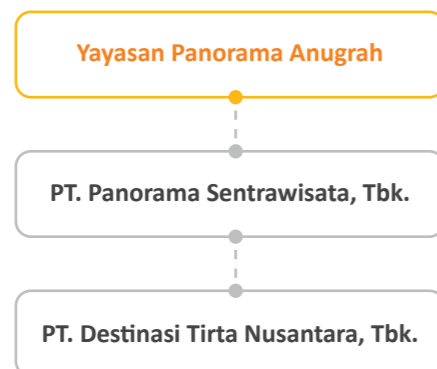 Yayasan Panorama Anugrah
PT. Panorama Sentrawisata, Tbk.
PT. Destinasi Tirta Nusantara, Tbk.